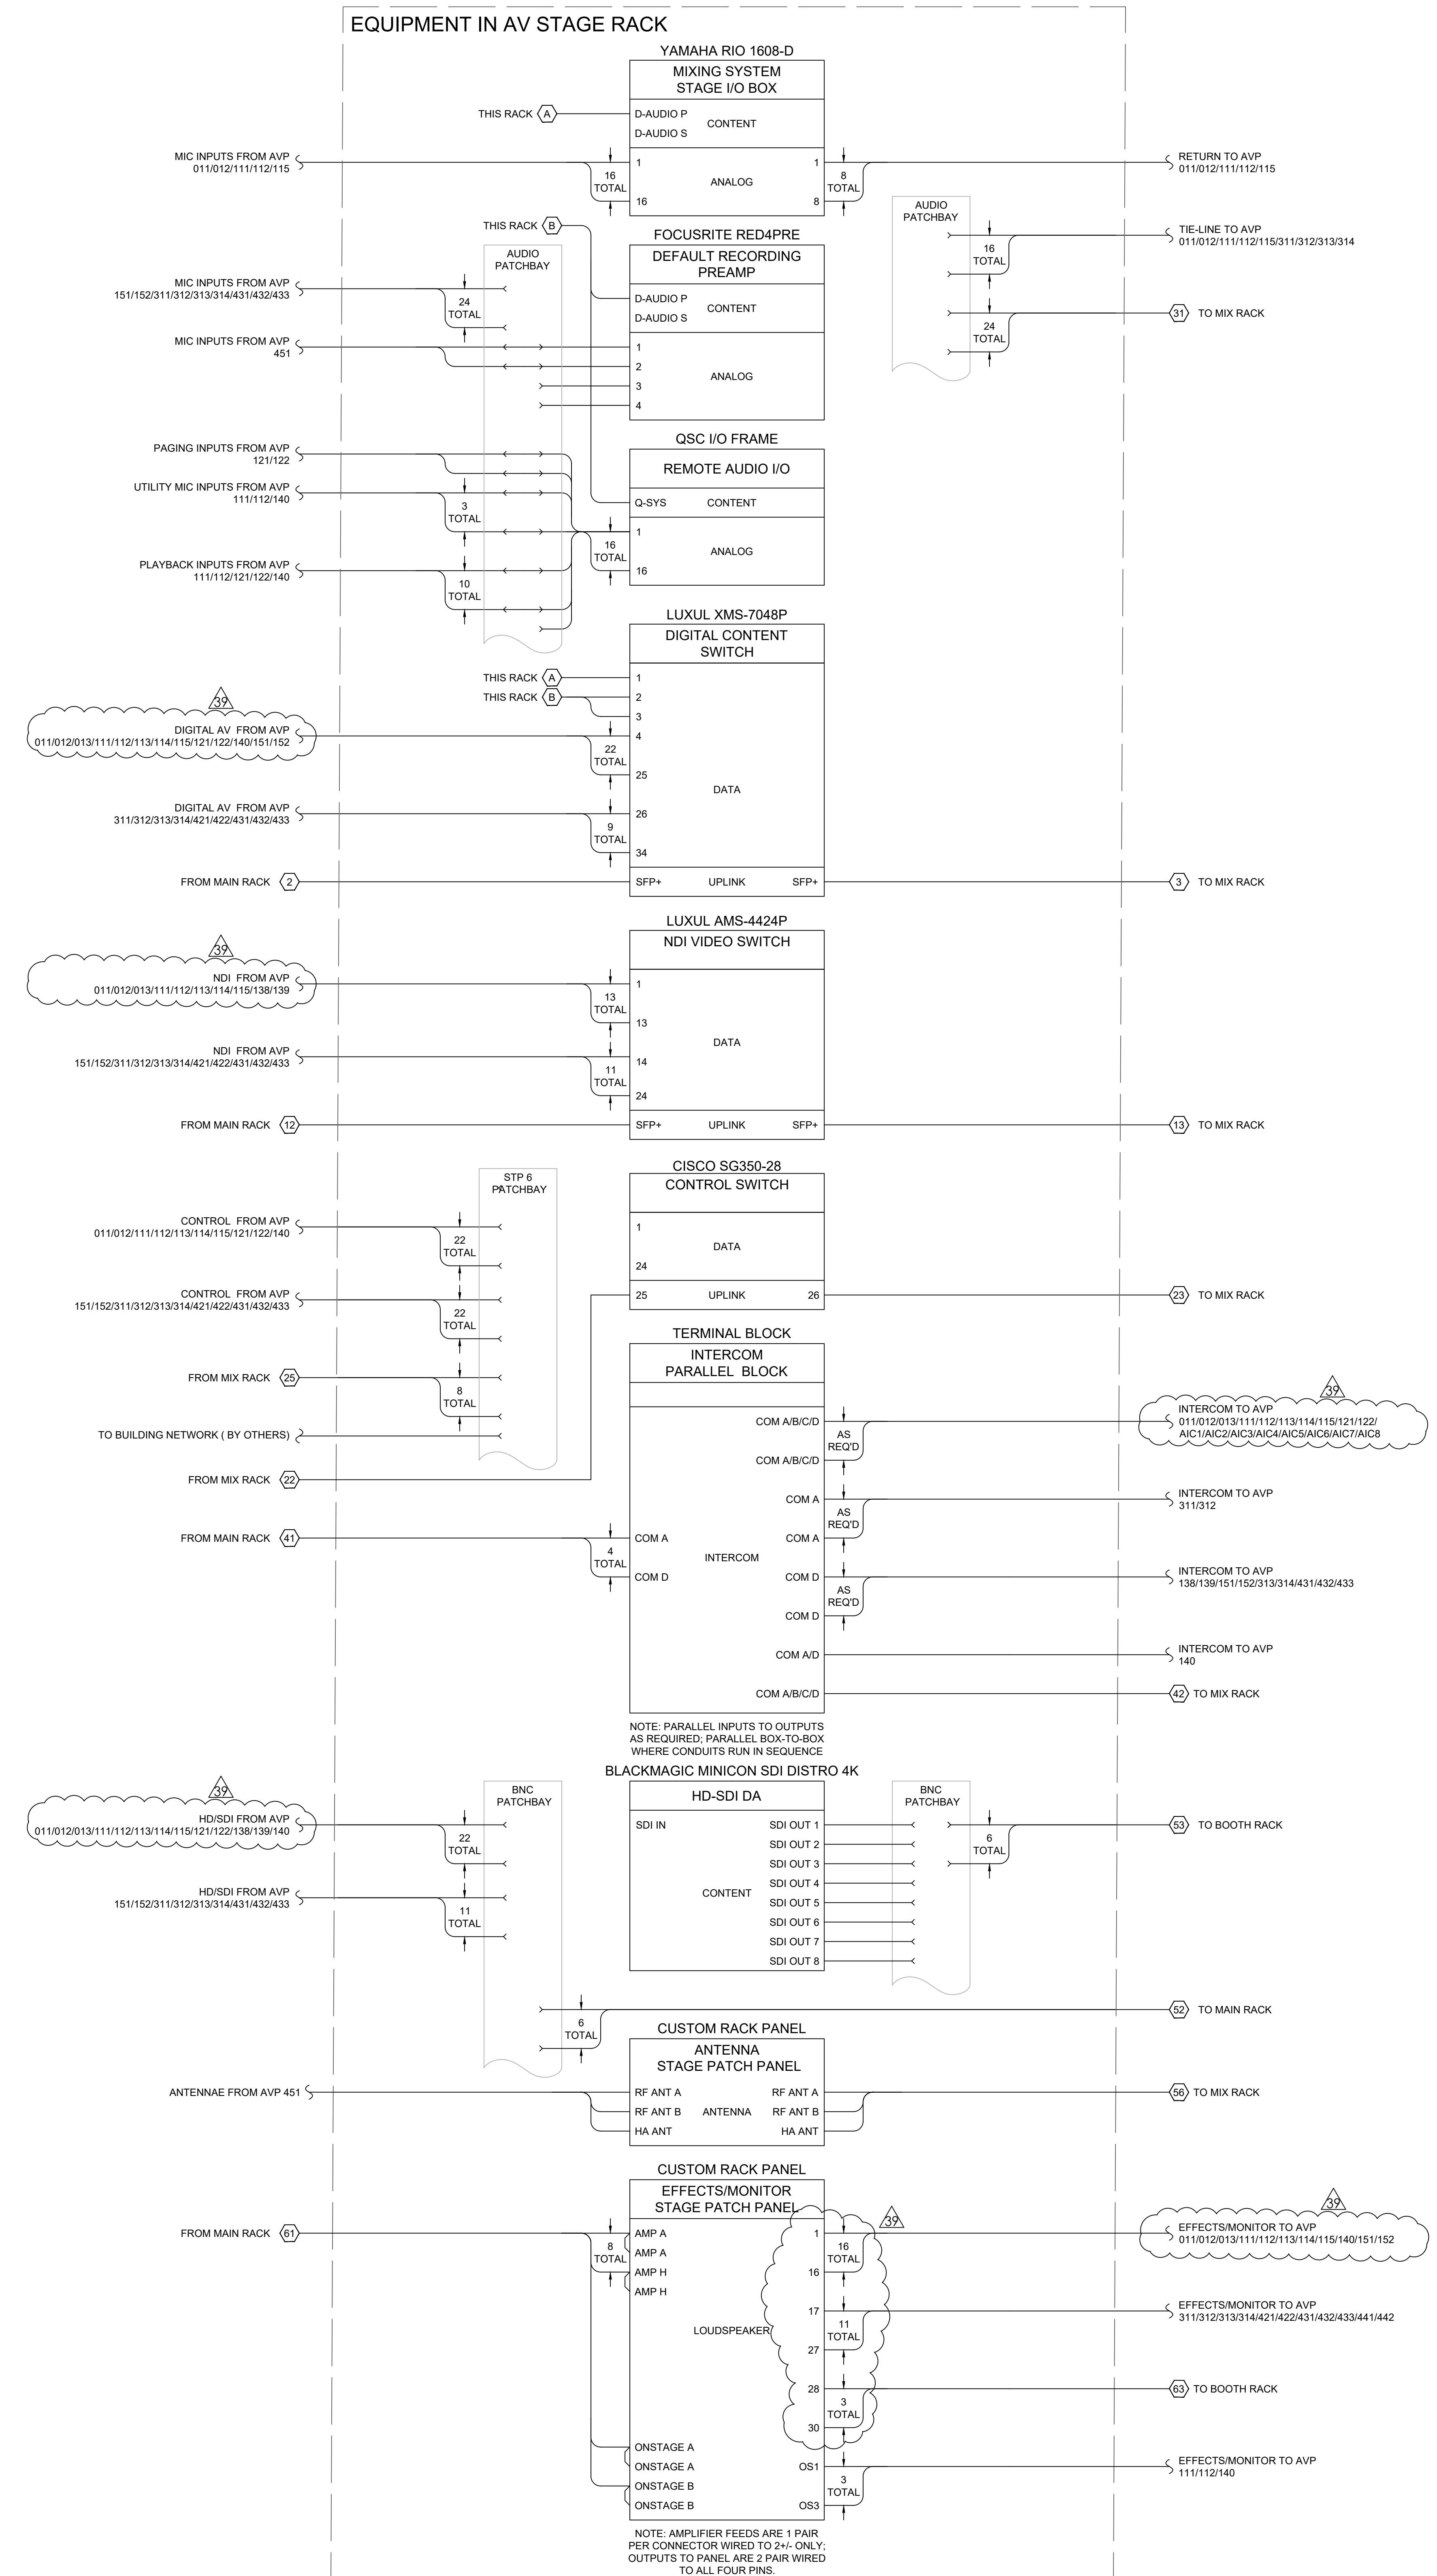 EQUIPMENT IN AV STAGE RACK
YAMAHA RIO 1608-D
MIXING SYSTEM
STAGE I/O BOX
THIS RACK A
D-AUDIO P
D-AUDIO S
CONTENT
MIC INPUTS FROM AVP
011/012/111/112/115
16
TOTAL
1
16
ANALOG
1
8
8
TOTAL
RETURN TO AVP
011/012/111/112/115
AUDIO
PATCHBAY
16
TOTAL
TIE-LINE TO AVP
011/012/111/112/115/311/312/313/314
24
TOTAL
31 TO MIX RACK
THIS RACK B
FOCUSRITE RED4PRE
DEFAULT RECORDING
PREAMP
AUDIO
PATCHBAY
D-AUDIO P
D-AUDIO S
CONTENT
MIC INPUTS FROM AVP
151/152/311/312/313/314/431/432/433
24
TOTAL
MIC INPUTS FROM AVP
451
1
2
3
4
ANALOG
QSC I/O FRAME
REMOTE AUDIO I/O
Q-SYS CONTENT
PAGING INPUTS FROM AVP
121/122
UTILITY MIC INPUTS FROM AVP
111/112/140
3
TOTAL
PLAYBACK INPUTS FROM AVP
111/112/121/122/140
10
TOTAL
16
TOTAL
1
16
ANALOG
LUXUL XMS-7048P
DIGITAL CONTENT
SWITCH
THIS RACK A
THIS RACK B
1
2
3
39
DIGITAL AV FROM AVP
011/012/013/111/112/113/114/115/121/122/140/151/152
22
TOTAL
4
25
DATA
DIGITAL AV FROM AVP
311/312/313/314/421/422/431/432/433
9
TOTAL
26
34
FROM MAIN RACK 2
SFP+ UPLINK SFP+
3 TO MIX RACK
LUXUL AMS-4424P
NDI VIDEO SWITCH
39
NDI FROM AVP
011/012/013/111/112/113/114/115/138/139
13
TOTAL
1
13
DATA
NDI FROM AVP
151/152/311/312/313/314/421/422/431/432/433
11
TOTAL
14
24
FROM MAIN RACK 12
SFP+ UPLINK SFP+
13 TO MIX RACK
CISCO SG350-28
CONTROL SWITCH
STP 6
PATCHBAY
CONTROL FROM AVP
011/012/111/112/113/114/115/121/122/140
22
TOTAL
1
24
DATA
CONTROL FROM AVP
151/152/311/312/313/314/421/422/431/432/433
22
TOTAL
25 UPLINK 26
23 TO MIX RACK
FROM MIX RACK 25
8
TOTAL
TO BUILDING NETWORK ( BY OTHERS)
FROM MIX RACK 22
TERMINAL BLOCK
INTERCOM
PARALLEL BLOCK
COM A/B/C/D
COM A/B/C/D
AS
REQ'D
39
INTERCOM TO AVP
011/012/013/111/112/113/114/115/121/122/
AIC1/AIC2/AIC3/AIC4/AIC5/AIC6/AIC7/AIC8
COM A
COM A
AS
REQ'D
INTERCOM TO AVP
311/312
FROM MAIN RACK 41
4
TOTAL
COM A
COM D
INTERCOM
COM D
COM D
AS
REQ'D
INTERCOM TO AVP
138/139/151/152/313/314/431/432/433
COM A/D
INTERCOM TO AVP
140
COM A/B/C/D
42 TO MIX RACK
NOTE: PARALLEL INPUTS TO OUTPUTS
AS REQUIRED; PARALLEL BOX-TO-BOX
WHERE CONDUITS RUN IN SEQUENCE
BLACKMAGIC MINICON SDI DISTRO 4K
HD-SDI DA
BNC
PATCHBAY
BNC
PATCHBAY
39
HD/SDI FROM AVP
011/012/013/111/112/113/114/115/121/122/138/139/140
22
TOTAL
HD/SDI FROM AVP
151/152/311/312/313/314/431/432/433
11
TOTAL
SDI IN
CONTENT
SDI OUT 1
SDI OUT 2
SDI OUT 3
SDI OUT 4
SDI OUT 5
SDI OUT 6
SDI OUT 7
SDI OUT 8
6
TOTAL
53 TO BOOTH RACK
6
TOTAL
52 TO MAIN RACK
CUSTOM RACK PANEL
ANTENNA
STAGE PATCH PANEL
ANTENNAE FROM AVP 451
RF ANT A
RF ANT B
HA ANT
ANTENNA
RF ANT A
RF ANT B
HA ANT
56 TO MIX RACK
CUSTOM RACK PANEL
EFFECTS/MONITOR
STAGE PATCH PANEL
FROM MAIN RACK 61
8
TOTAL
AMP A
AMP A
AMP H
AMP H
LOUDSPEAKER
39
1
16
16
TOTAL
39
EFFECTS/MONITOR TO AVP
011/012/013/111/112/113/114/115/140/151/152
17
27
11
TOTAL
EFFECTS/MONITOR TO AVP
311/312/313/314/421/422/431/432/433/441/442
28
30
3
TOTAL
63 TO BOOTH RACK
ONSTAGE A
ONSTAGE A
ONSTAGE B
ONSTAGE B
OS1
OS3
3
TOTAL
EFFECTS/MONITOR TO AVP
111/112/140
NOTE: AMPLIFIER FEEDS ARE 1 PAIR
PER CONNECTOR WIRED TO 2+/- ONLY;
OUTPUTS TO PANEL ARE 2 PAIR WIRED
TO ALL FOUR PINS.